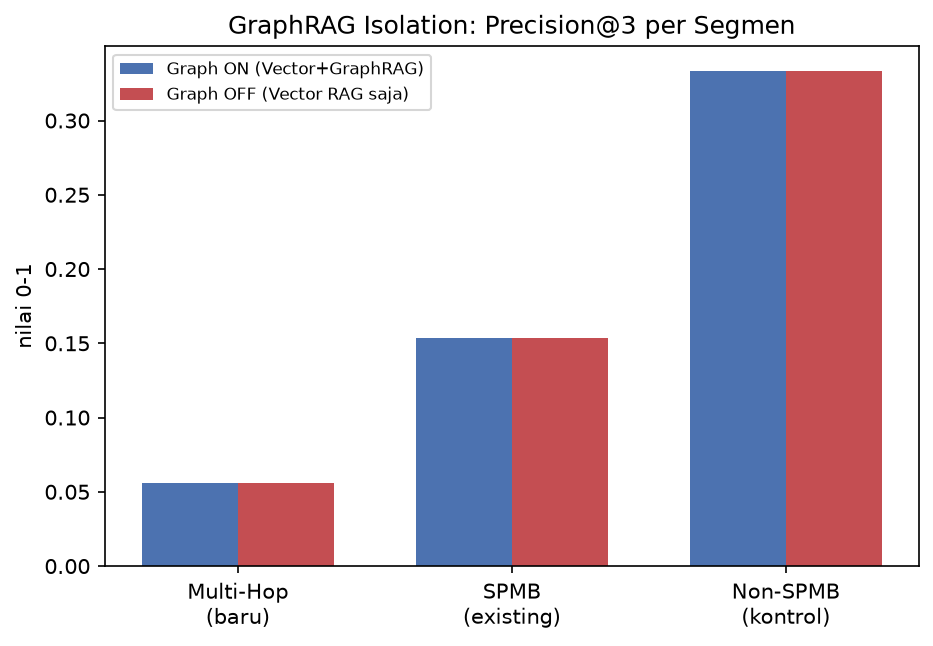 GraphRAG Isolation: Precision@3 per Segmen
Graph ON (Vector+GraphRAG)
Graph OFF (Vector RAG saja)
nilai 0-1
0.30
0.25
0.20
0.15
0.10
0.05
0.00
Multi-Hop
(baru)
SPMB
(existing)
Non-SPMB
(kontrol)